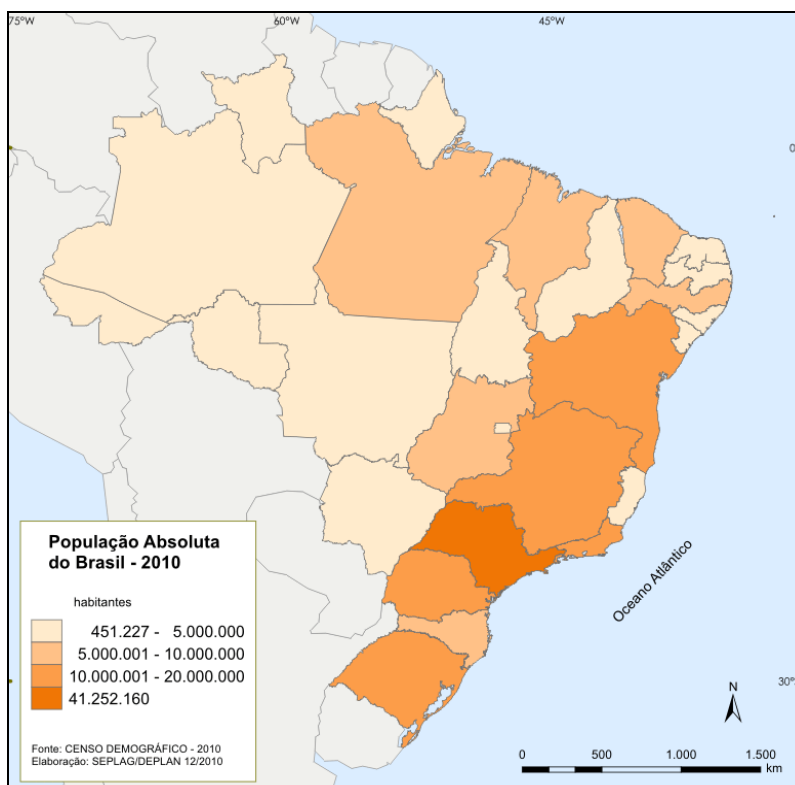 75°W
60°W
45°W
0°
Oceano Atlântico
População Absoluta
do Brasil - 2010
habitantes
451.227 - 5.000.000
5.000.001 - 10.000.000
10.000.001 - 20.000.000
41.252.160
Fonte: CENSO DEMOGRÁFICO - 2010
Elaboração: SEPLAG/DEPLAN 12/2010
30°
N
0 500 1.000 1.500
km